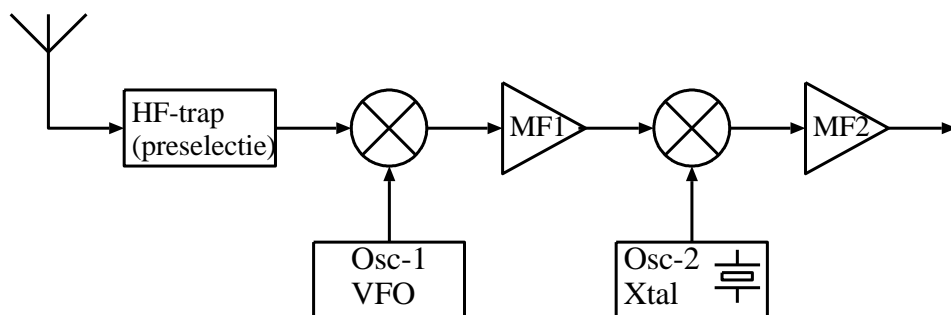 HF-trap
(preselectie)
MF1
MF2
Osc-1
VFO
Osc-2
Xtal